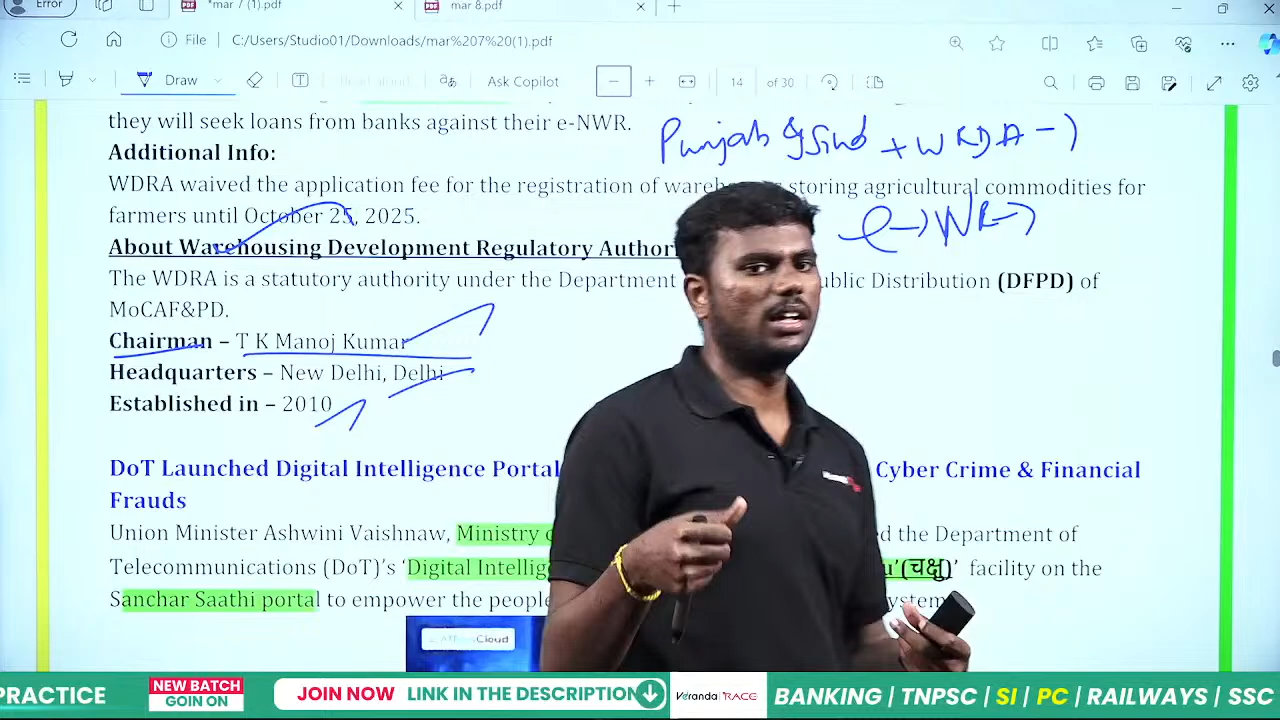 Error
*mar 7 (1).pdf
mar 8.pdf
File C:/Users/Studio01/Downloads/mar%207%20(1).pdf
Draw Read aloud Ask Copilot 14 of 30
they will seek loans from banks against their e-NWR.
Punjab & Sind + WRDA -)
Additional Info:
WDRA waived the application fee for the registration of storing agricultural commodities for
farmers until October 25, 2025.
About Warehousing Development Regulatory Authori
The WDRA is a statutory authority under the Department ublic Distribution (DFPD) of
MoCAF&PD.
Chairman – T K Manoj Kumar
Headquarters – New Delhi, Delhi
Established in – 2010
DoT Launched Digital Intelligence Portal Cyber Crime & Financial
Frauds
Union Minister Ashwini Vaishnaw, Ministry o ed the Department of
Telecommunications (DoT)'s 'Digital Intellig u'(चक्षु)' facility on the
Sanchar Saathi portal to empower the people ystem
PRACTICE
NEW BATCH
GOIN ON
JOIN NOW LINK IN THE DESCRIPTION
Veranda RACE
BANKING | TNPSC | SI | PC | RAILWAYS | SSC